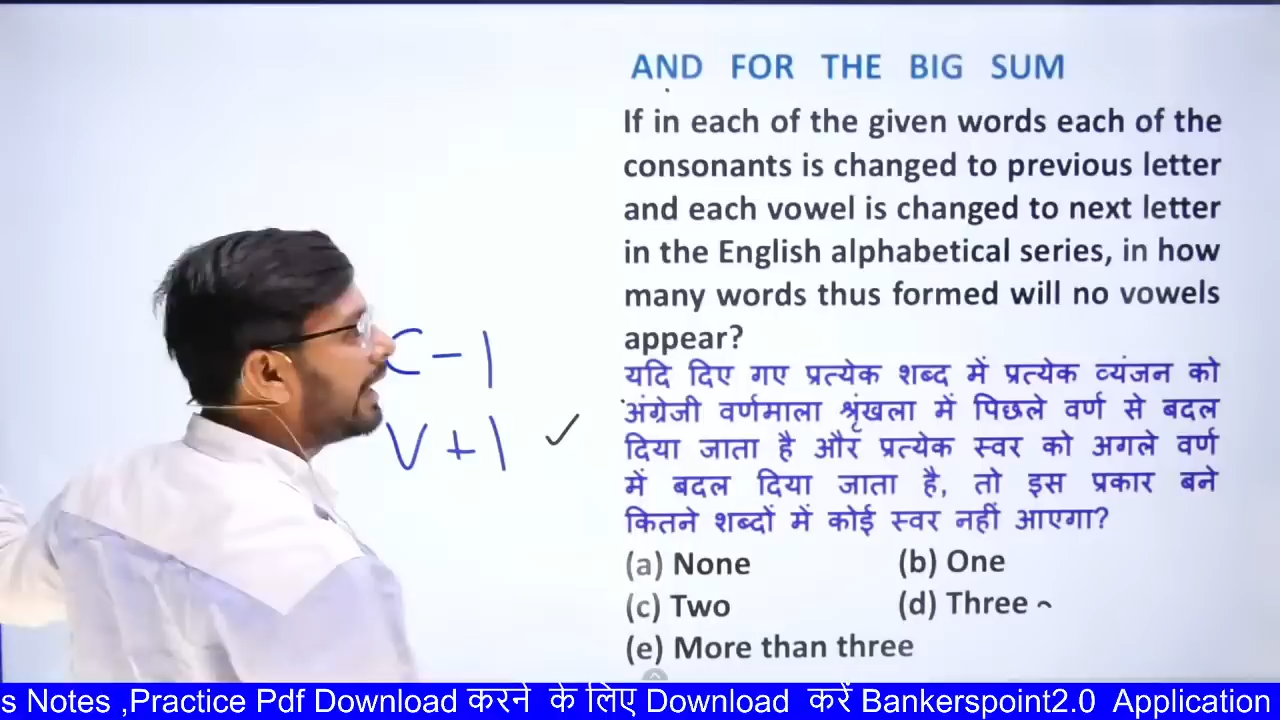 AND FOR THE BIG SUM
If in each of the given words each of the
consonants is changed to previous letter
and each vowel is changed to next letter
in the English alphabetical series, in how
many words thus formed will no vowels
appear?
यदि दिए गए प्रत्येक शब्द में प्रत्येक व्यंजन को
अंग्रेजी वर्णमाला श्रृंखला में पिछले वर्ण से बदल
दिया जाता है और प्रत्येक स्वर को अगले वर्ण
में बदल दिया जाता है, तो इस प्रकार बने
कितने शब्दों में कोई स्वर नहीं आएगा?
(a) None (b) One
(c) Two (d) Three
(e) More than three
C - 1
V + 1 ✓
s Notes ,Practice Pdf Download करने के लिए Download करें Bankerspoint2.0 Application